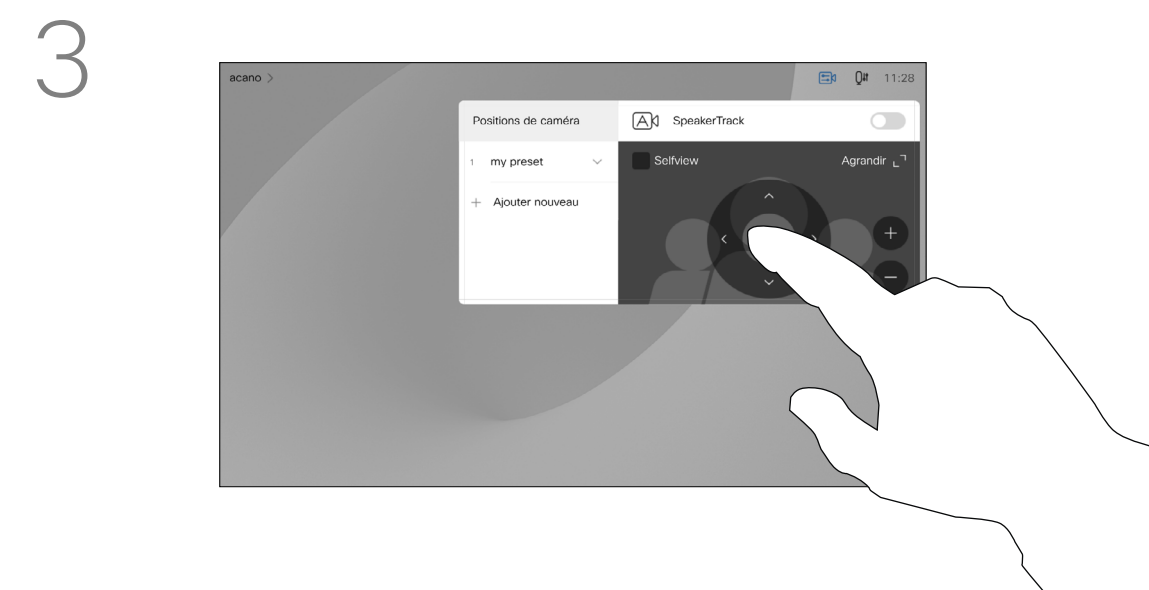 3
acano >
11:28
Positions de caméra
SpeakerTrack
1 my preset
Selfview
Agrandir
+ Ajouter nouveau